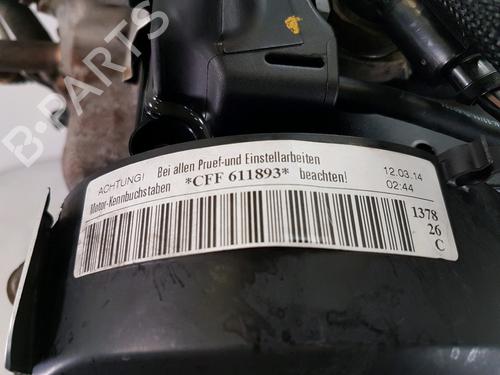 B-PARTS
ACHTUNG! Bei allen Pruef-und Einstellarbeiten
Motor-Kennbuchstaben *CFF 611893* beachten!
12.03.14
02:44
1378
26
C